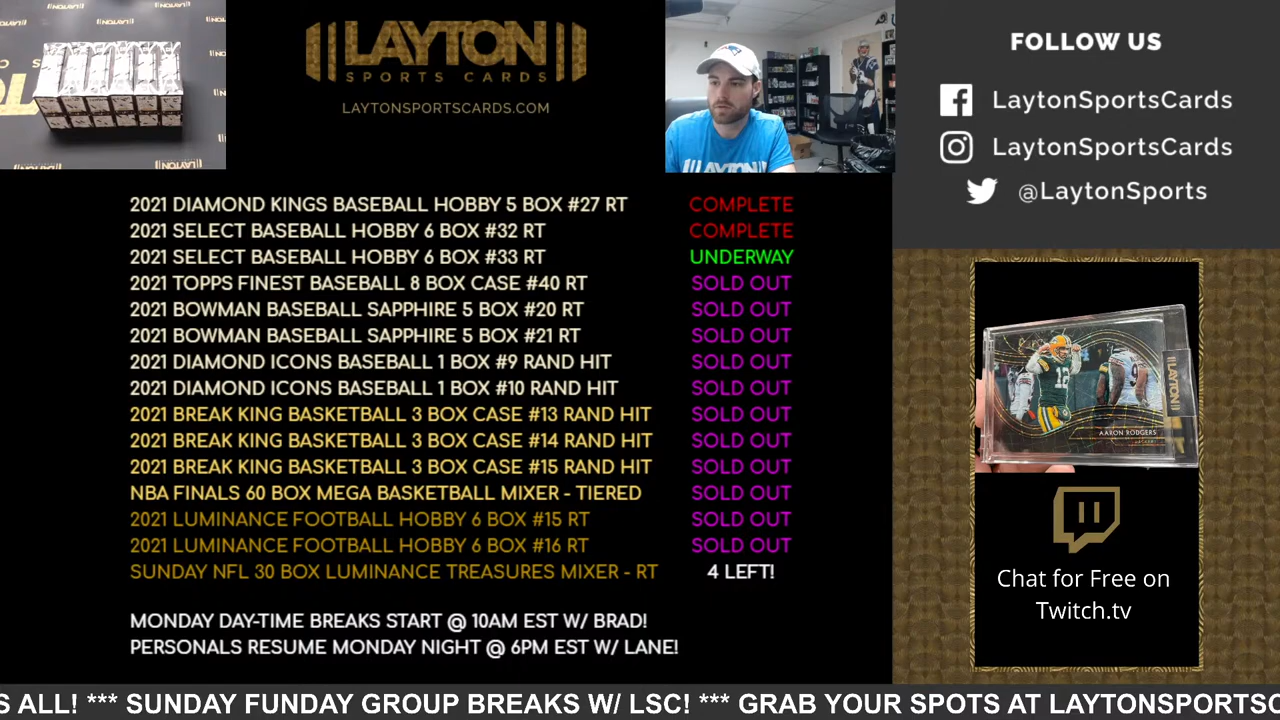 LAYTON
SPORTS CARDS
LAYTONSPORTSCARDS.COM
LAYTON
FOLLOW US
LaytonSportsCards
LaytonSportsCards
@LaytonSports
2021 DIAMOND KINGS BASEBALL HOBBY 5 BOX #27 RT COMPLETE
2021 SELECT BASEBALL HOBBY 6 BOX #32 RT COMPLETE
2021 SELECT BASEBALL HOBBY 6 BOX #33 RT UNDERWAY
2021 TOPPS FINEST BASEBALL 8 BOX CASE #40 RT SOLD OUT
2021 BOWMAN BASEBALL SAPPHIRE 5 BOX #20 RT SOLD OUT
2021 BOWMAN BASEBALL SAPPHIRE 5 BOX #21 RT SOLD OUT
2021 DIAMOND ICONS BASEBALL 1 BOX #9 RAND HIT SOLD OUT
2021 DIAMOND ICONS BASEBALL 1 BOX #10 RAND HIT SOLD OUT
2021 BREAK KING BASKETBALL 3 BOX CASE #13 RAND HIT SOLD OUT
2021 BREAK KING BASKETBALL 3 BOX CASE #14 RAND HIT SOLD OUT
2021 BREAK KING BASKETBALL 3 BOX CASE #15 RAND HIT SOLD OUT
NBA FINALS 60 BOX MEGA BASKETBALL MIXER - TIERED SOLD OUT
2021 LUMINANCE FOOTBALL HOBBY 6 BOX #15 RT SOLD OUT
2021 LUMINANCE FOOTBALL HOBBY 6 BOX #16 RT SOLD OUT
SUNDAY NFL 30 BOX LUMINANCE TREASURES MIXER - RT 4 LEFT!
MONDAY DAY-TIME BREAKS START @ 10AM EST W/ BRAD!
PERSONALS RESUME MONDAY NIGHT @ 6PM EST W/ LANE!
12
AARON RODGERS
LAYTON
Chat for Free on
Twitch.tv
S ALL! *** SUNDAY FUNDAY GROUP BREAKS W/ LSC! *** GRAB YOUR SPOTS AT LAYTONSPORTSC